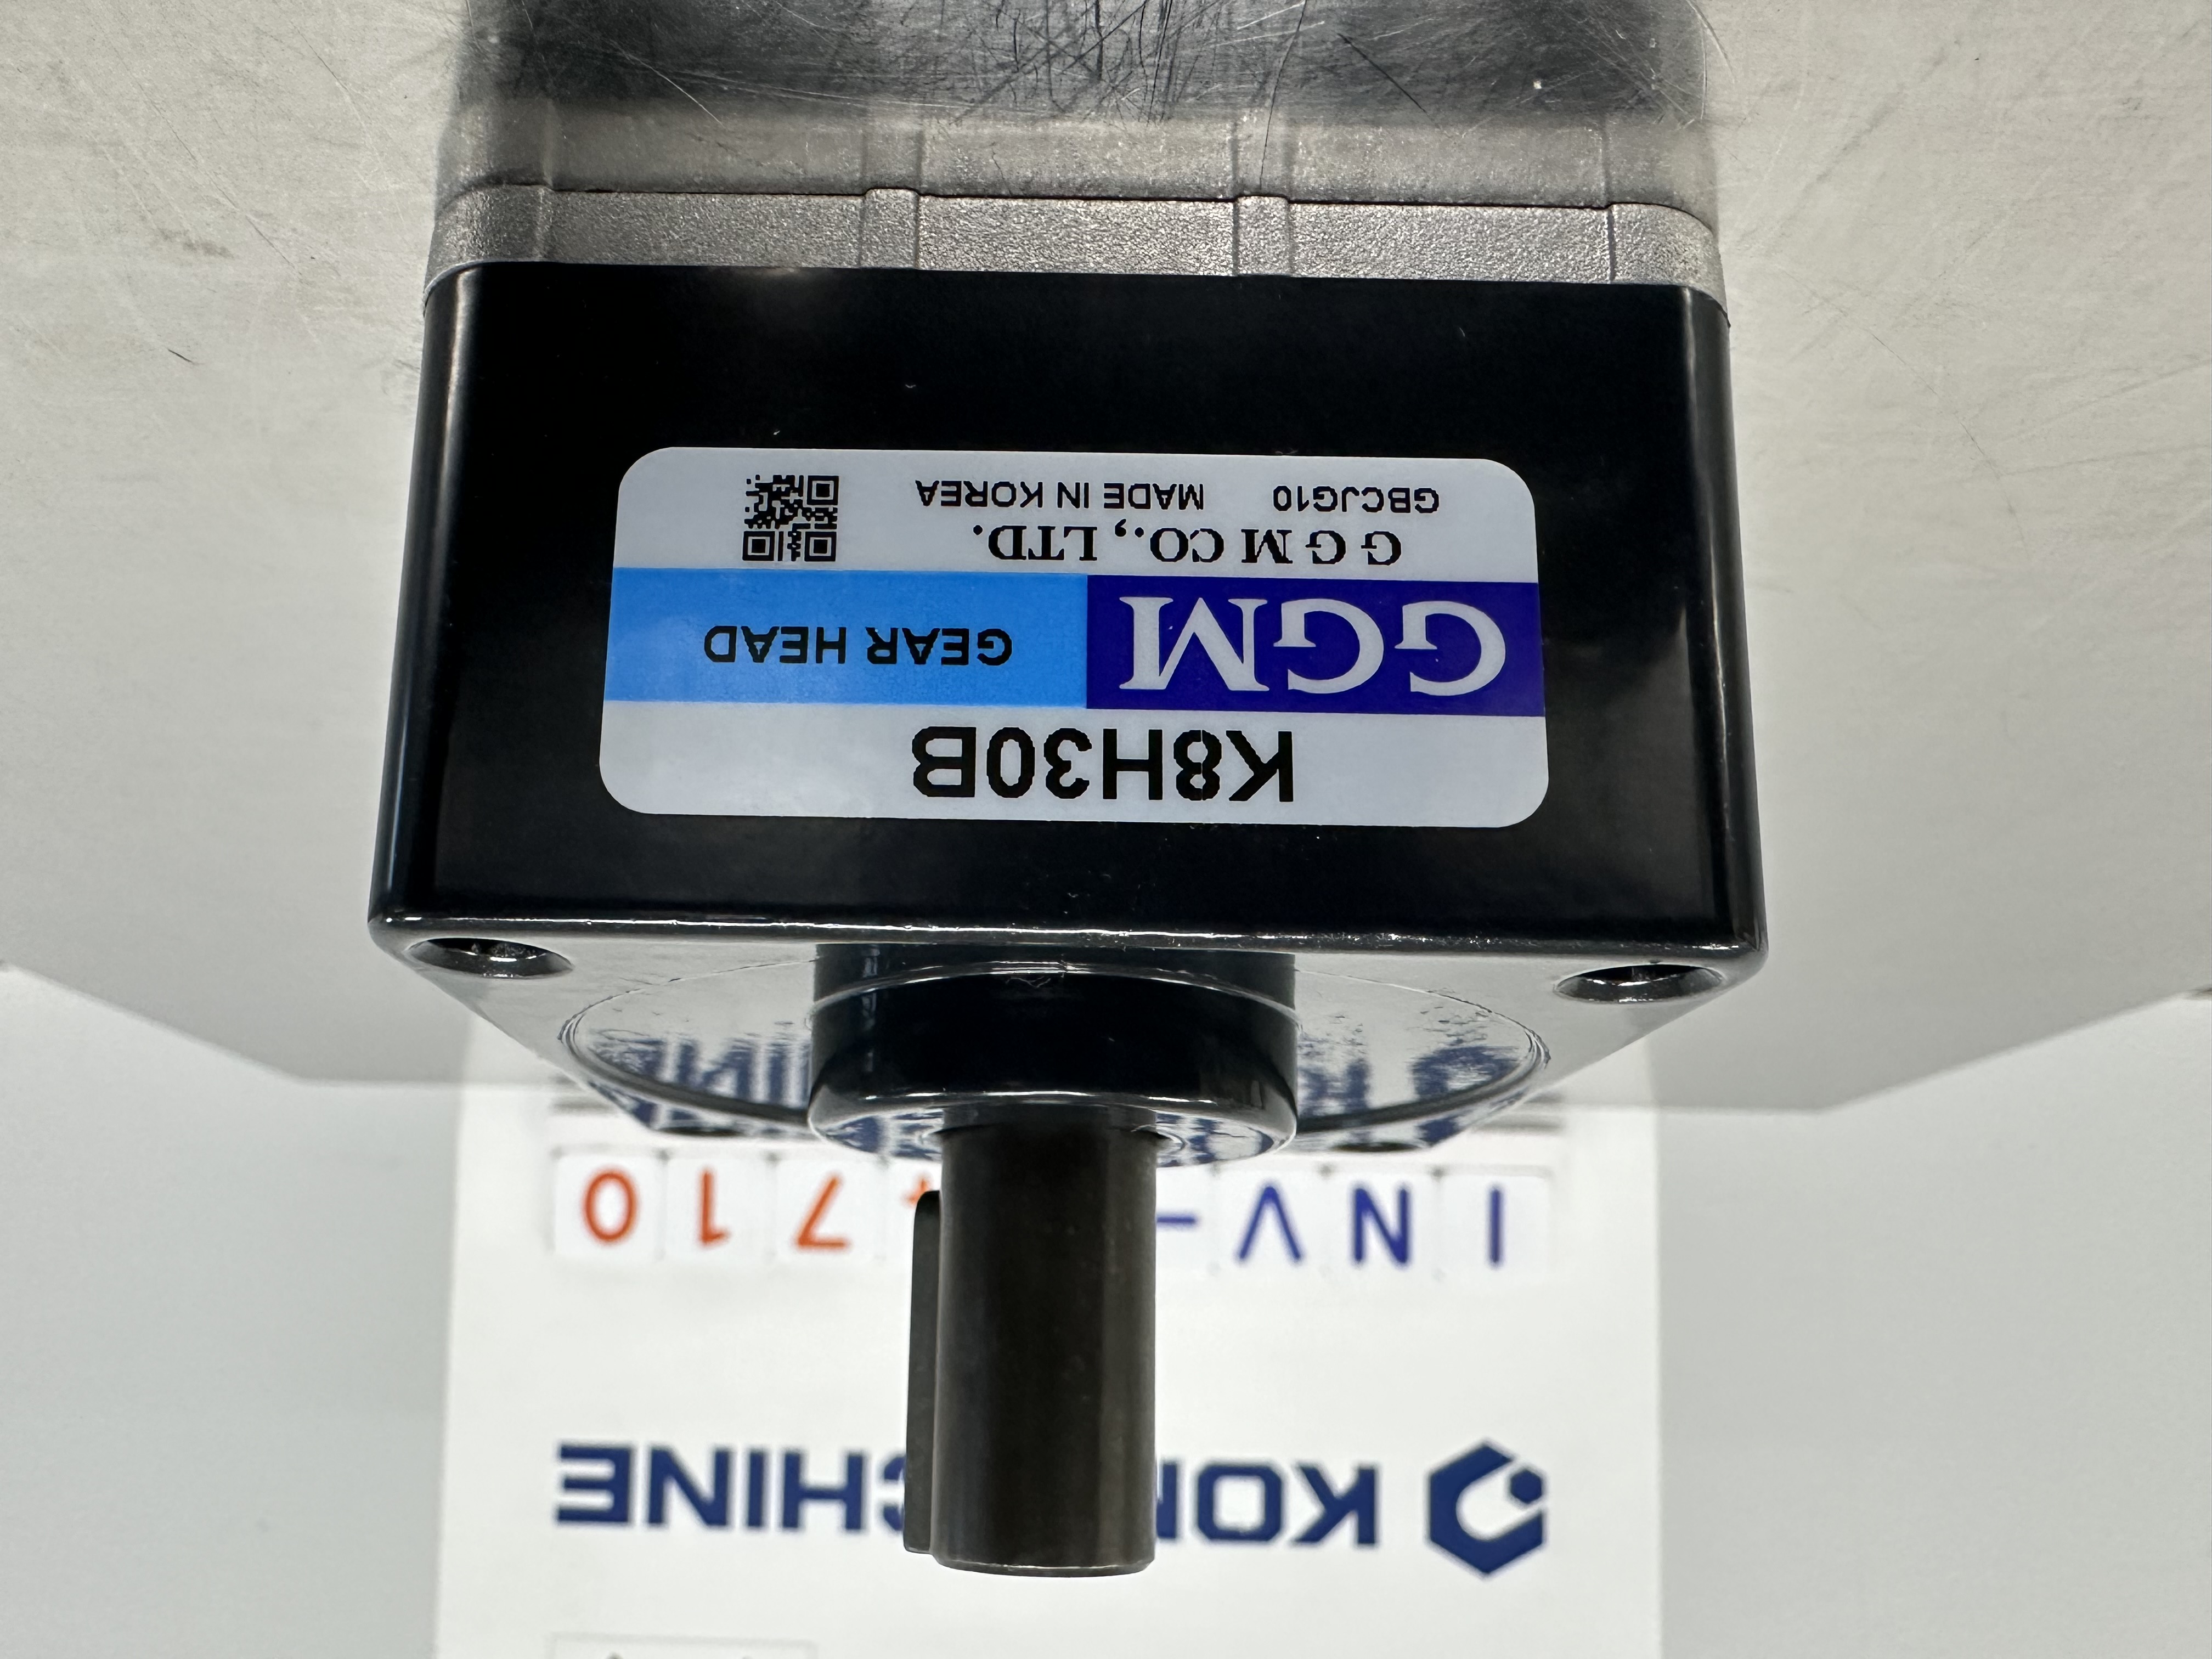 K8H30B
GGM GEAR HEAD
G G M CO., LTD.
GBCJG10 MADE IN KOREA
INV-
710